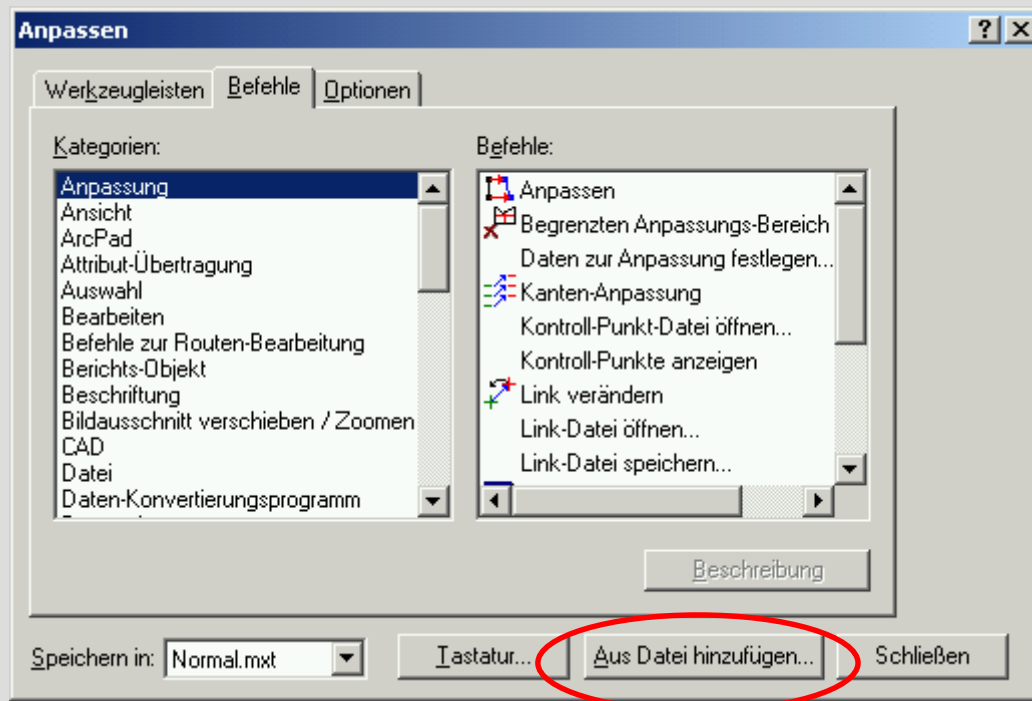 Anpassen
Werkzeugleisten Befehle Optionen
Kategorien:
Anpassung
Ansicht
ArcPad
Attribut-Übertragung
Auswahl
Bearbeiten
Befehle zur Routen-Bearbeitung
Berichts-Objekt
Beschriftung
Bildausschnitt verschieben / Zoomen
CAD
Datei
Daten-Konvertierungsprogramm
Befehle:
Anpassen
Begrenzten Anpassungs-Bereich
Daten zur Anpassung festlegen...
Kanten-Anpassung
Kontroll-Punkt-Datei öffnen...
Kontroll-Punkte anzeigen
Link verändern
Link-Datei öffnen...
Link-Datei speichern...
Beschreibung
Speichern in: Normal.mxt Tastatur... Aus Datei hinzufügen... Schließen